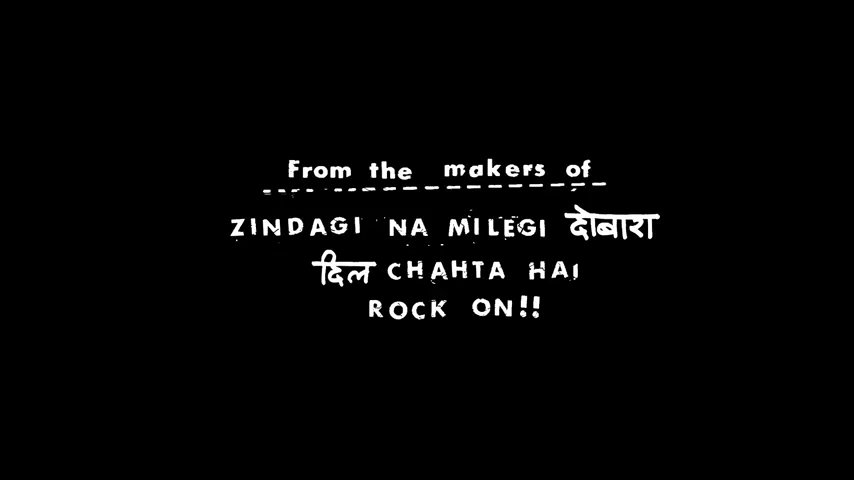 From the makers of
ZINDAGI NA MILEGI दोबारा
दिल CHAHTA HAI
ROCK ON!!